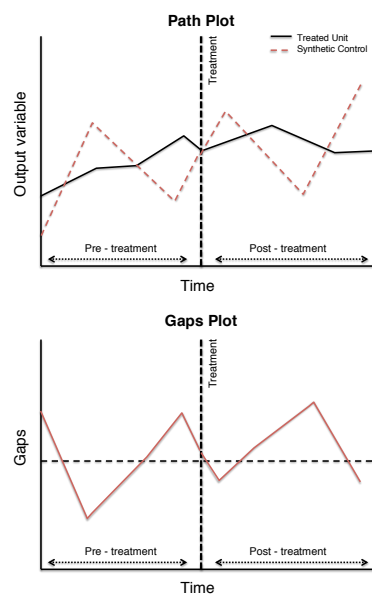 Path Plot
Treated Unit
Synthetic Control
Treatment
Output variable
Pre - treatment
Post - treatment
Time
Gaps Plot
Treatment
Gaps
Pre - treatment
Post - treatment
Time